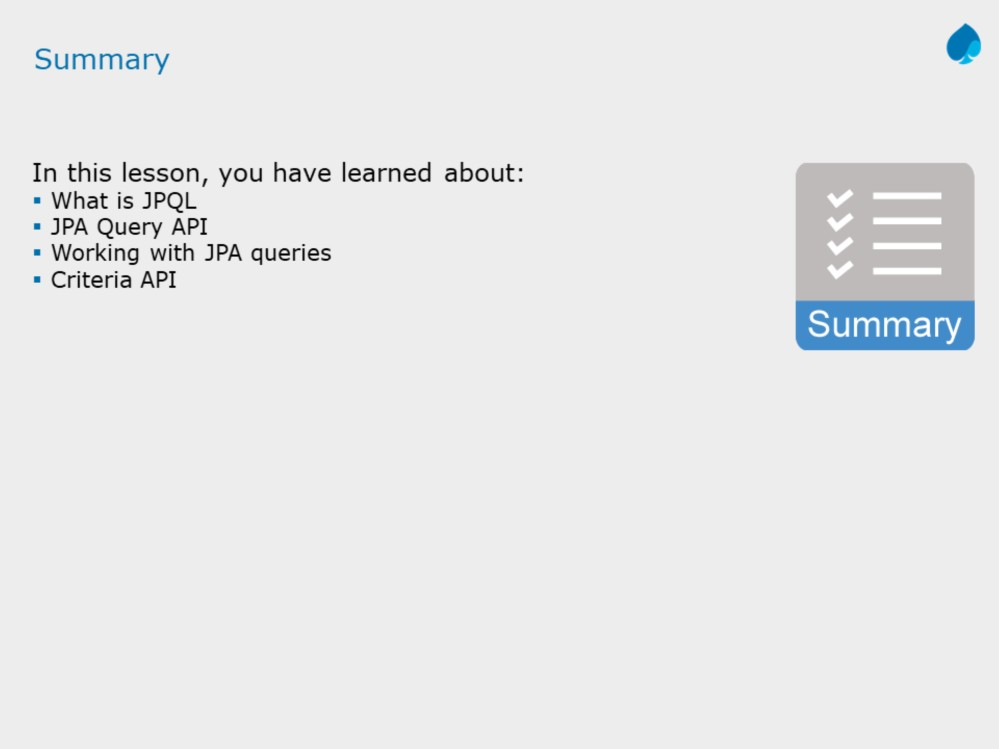 Summary
In this lesson, you have learned about:
▪ What is JPQL
▪ JPA Query API
▪ Working with JPA queries
▪ Criteria API
Summary